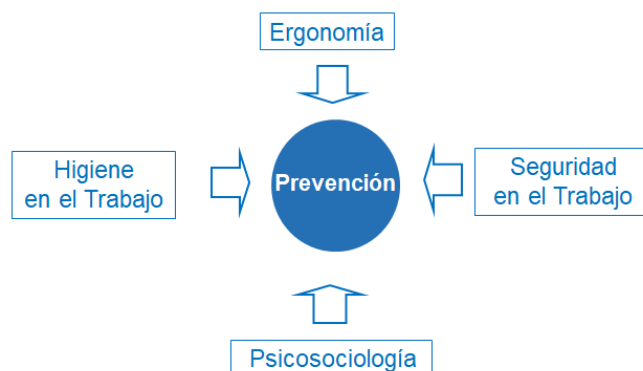 Ergonomía
Higiene
en el Trabajo
Prevención
Seguridad
en el Trabajo
Psicosociología